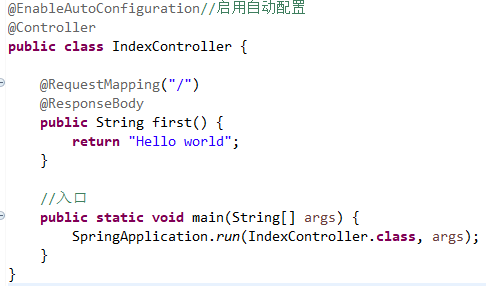 @EnableAutoConfiguration//启用自动配置
@Controller
public class IndexController {
@RequestMapping("/")
@ResponseBody
public String first() {
return "Hello world";
}
//入口
public static void main(String[] args) {
SpringApplication.run(IndexController.class, args);
}
}